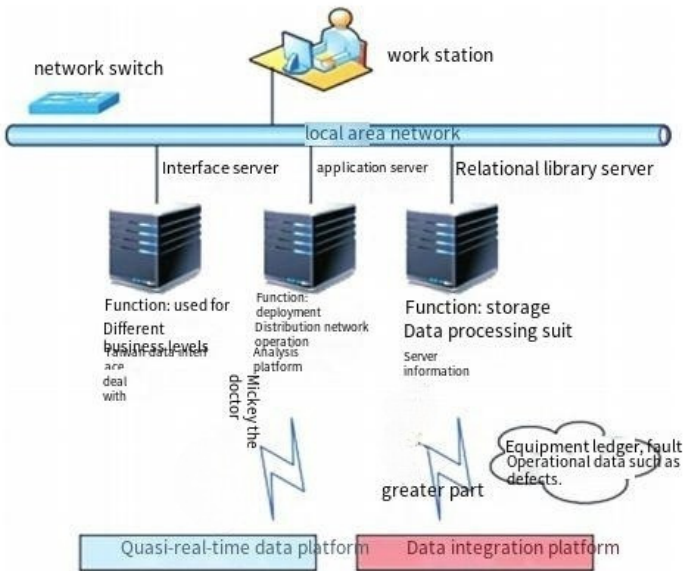 work station
network switch
local area network
Interface server
application server
Relational library server
Function: used for
Different
business levels
Taiwan data interf
ace
deal
with
Function:
deployment
Distribution network
operation
Analysis
platform
Function: storage
Data processing suit
Server
information
Mickey the
doctor
Equipment ledger, fault
Operational data such as
defects.
greater part
Quasi-real-time data platform
Data integration platform